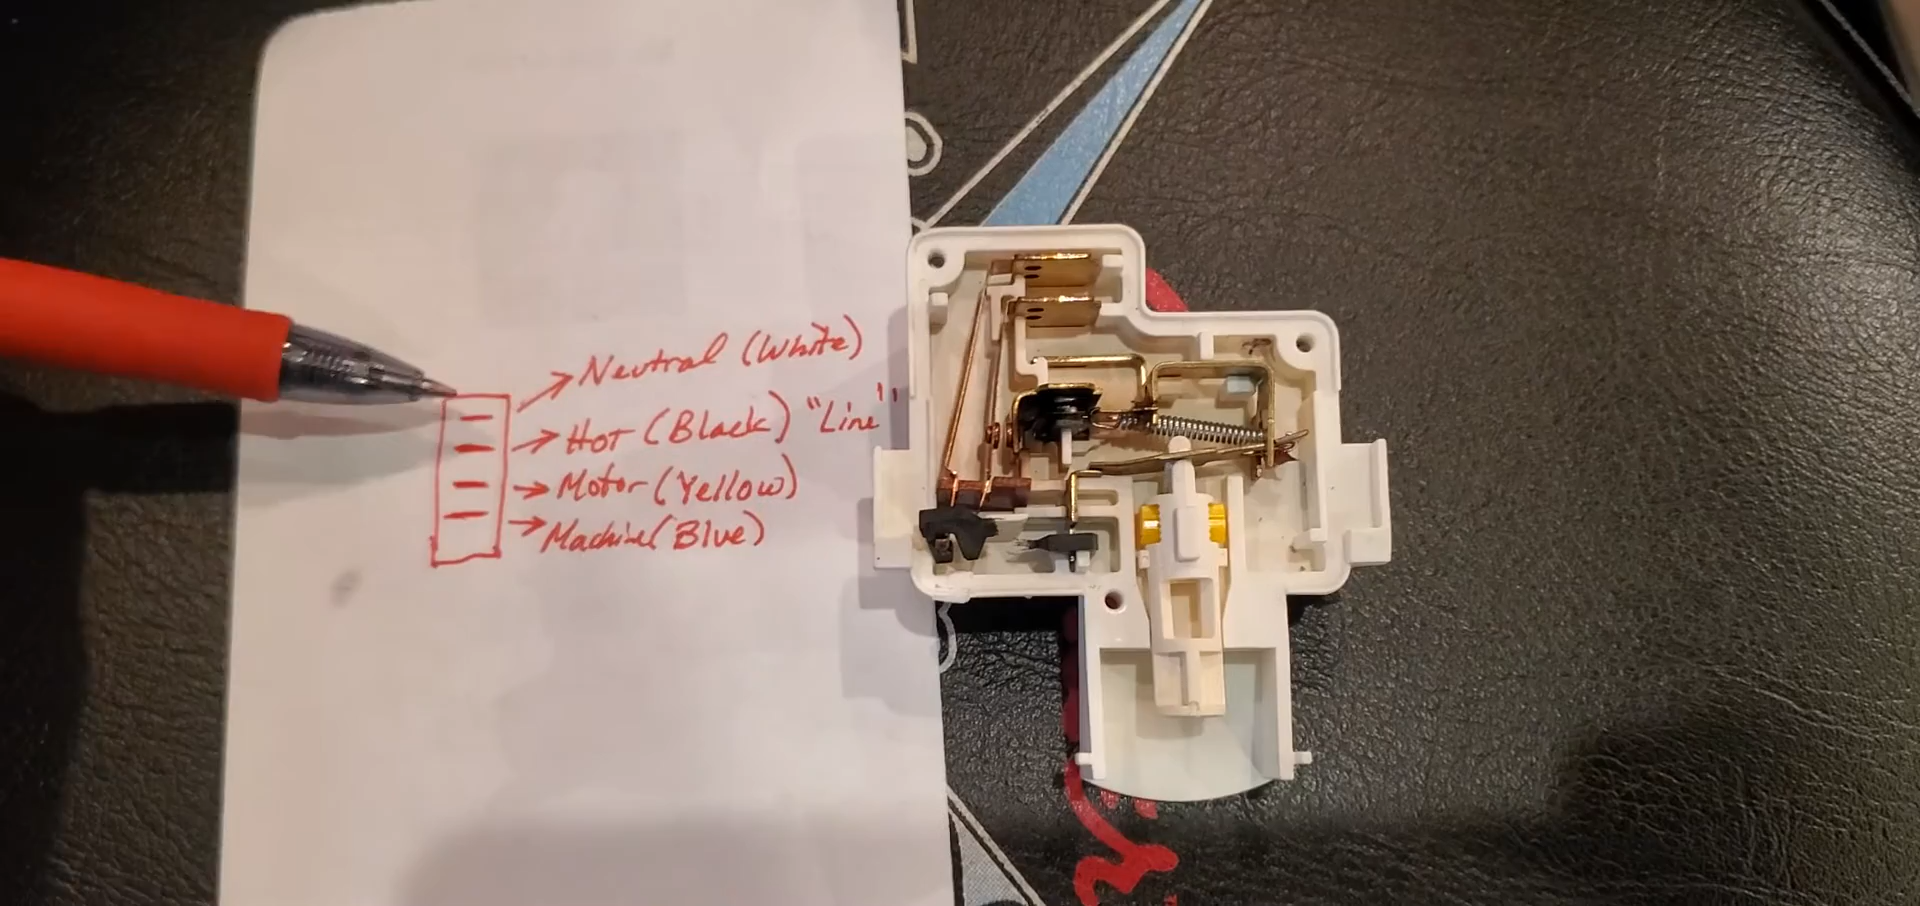 Neutral (White)
Hot (Black) "Line"
Motor (Yellow)
Machine (Blue)